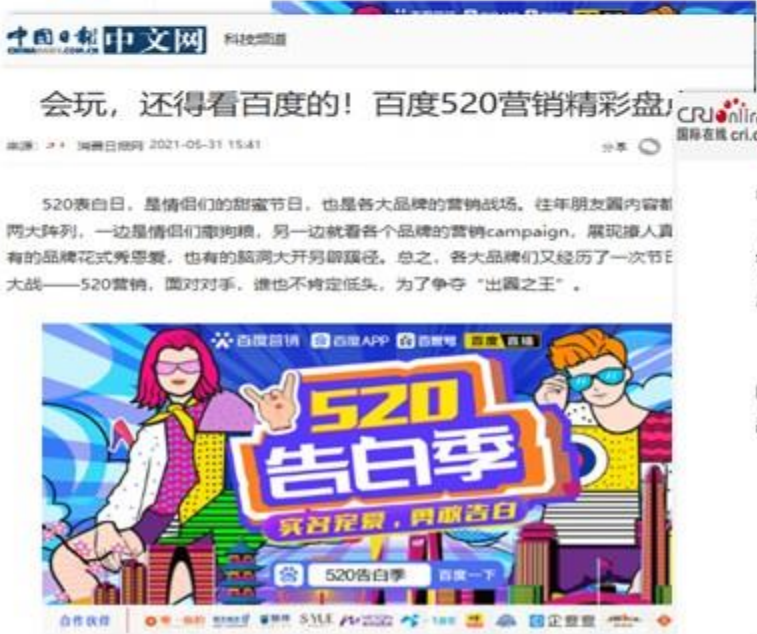 中国日报 中文网 科技频道
会玩，还得看百度的！百度520营销精彩盘点
来源： 消费日报网 2021-05-31 15:41
分享
CRIOnlin
国际在线 cri.c
520表白日，是情侣们的甜蜜节日，也是各大品牌的营销战场。往年朋友圈内容都
两大阵列，一边是情侣们撒狗粮，另一边就看各个品牌的营销campaign，展现撩人真
有的品牌花式秀恩爱，也有的脑洞大开另辟蹊径。总之，各大品牌们又经历了一次节日
大战——520营销，面对对手，谁也不肯定低头，为了争夺“出圈之王”。
百度营销 百度APP 百家号 百度直播
520
告白季
实名宠爱，勇敢告白
520告白季 百度一下
合作伙伴
SYLE
企查查